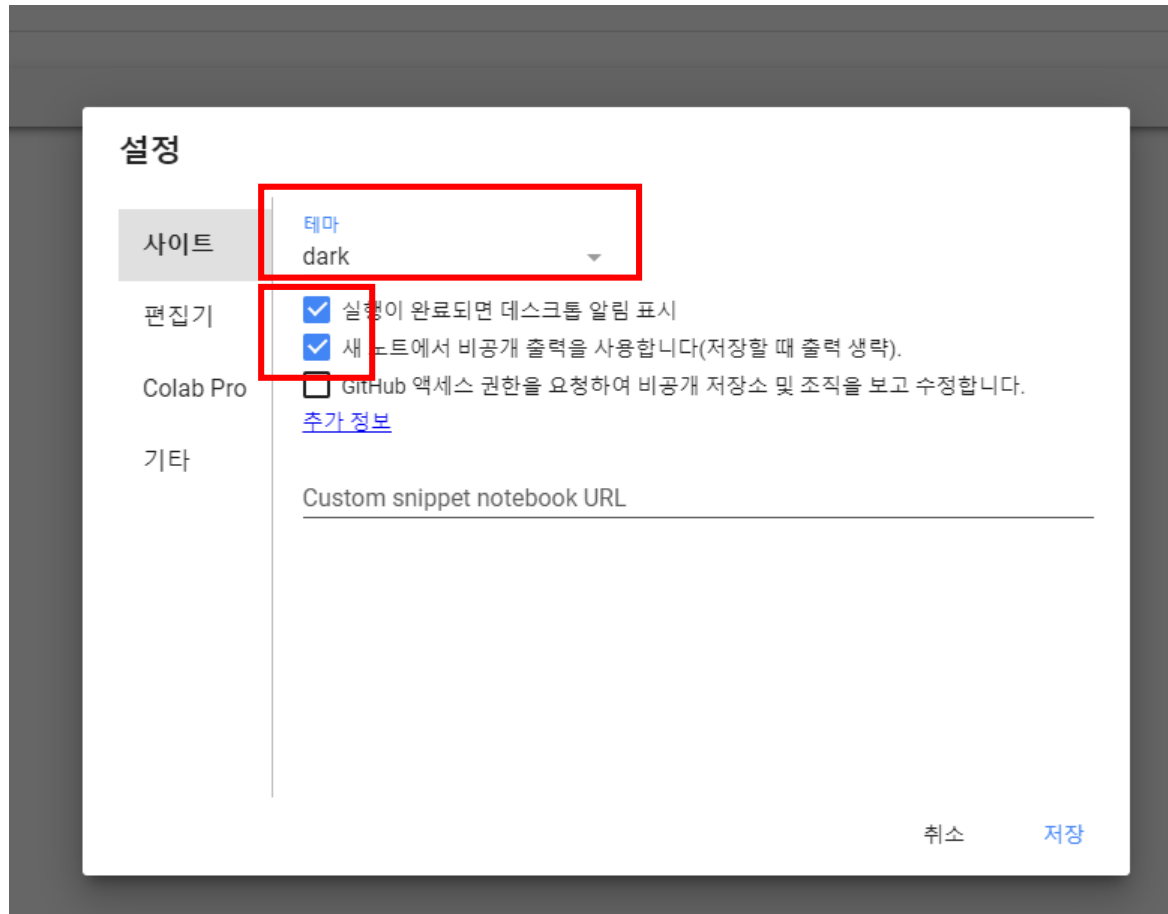 설정
사이트
편집기
Colab Pro
기타
테마
dark
실행이 완료되면 데스크톱 알림 표시
새 노트에서 비공개 출력을 사용합니다(저장할 때 출력 생략).
GitHub 액세스 권한을 요청하여 비공개 저장소 및 조직을 보고 수정합니다.
추가 정보
Custom snippet notebook URL
취소
저장